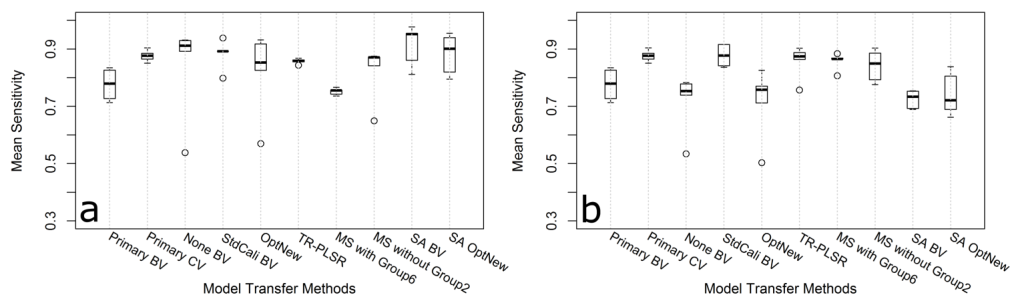 Mean Sensitivity
0.9
0.7
0.5
0.3
a
Primary BV
Primary CV
None BV
StdCali BV
OptNew
TR-PLSR
MS with Group6
MS without Group2
SA BV
SA OptNew
Model Transfer Methods
Mean Sensitivity
0.9
0.7
0.5
0.3
b
Primary BV
Primary CV
None BV
StdCali BV
OptNew
TR-PLSR
MS with Group6
MS without Group2
SA BV
SA OptNew
Model Transfer Methods